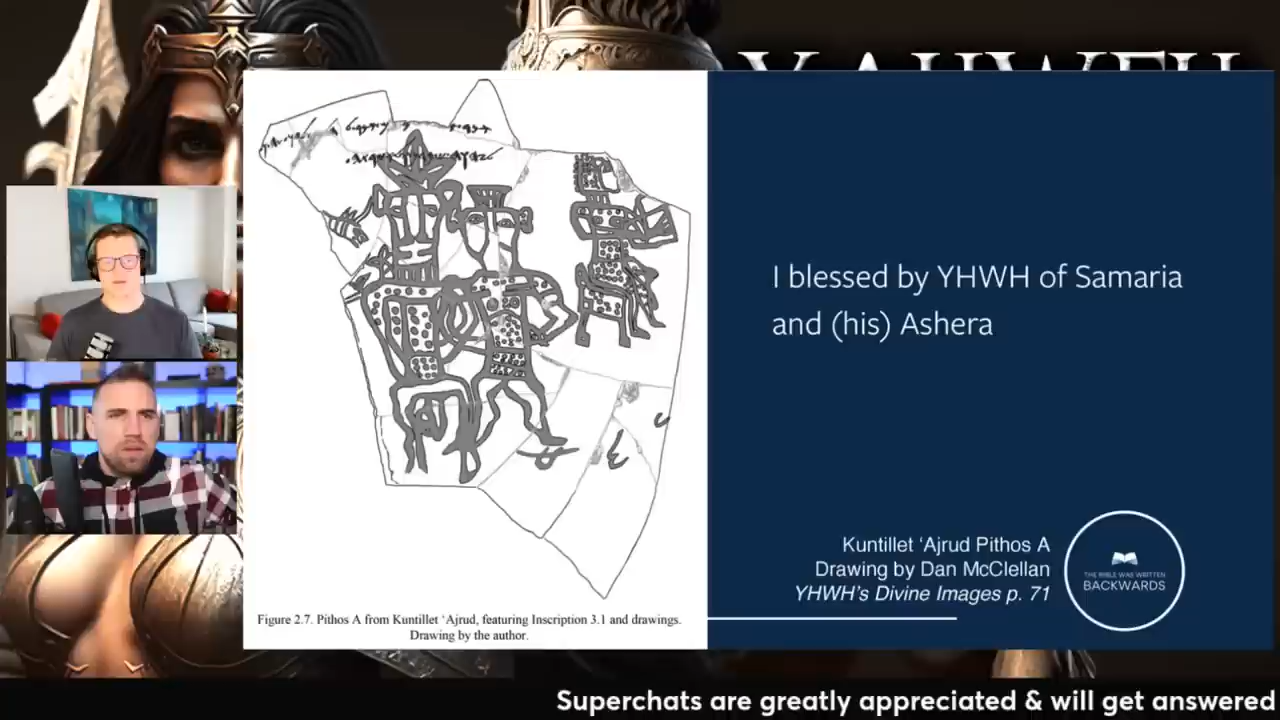 YAHWEH
I blessed by YHWH of Samaria
and (his) Ashera
Kuntillet ‘Ajrud Pithos A
Drawing by Dan McClellan
YHWH’s Divine Images p. 71
THE BIBLE WAS WRITTEN
BACKWARDS
Figure 2.7. Pithos A from Kuntillet ‘Ajrud, featuring Inscription 3.1 and drawings.
Drawing by the author.
Superchats are greatly appreciated & will get answered